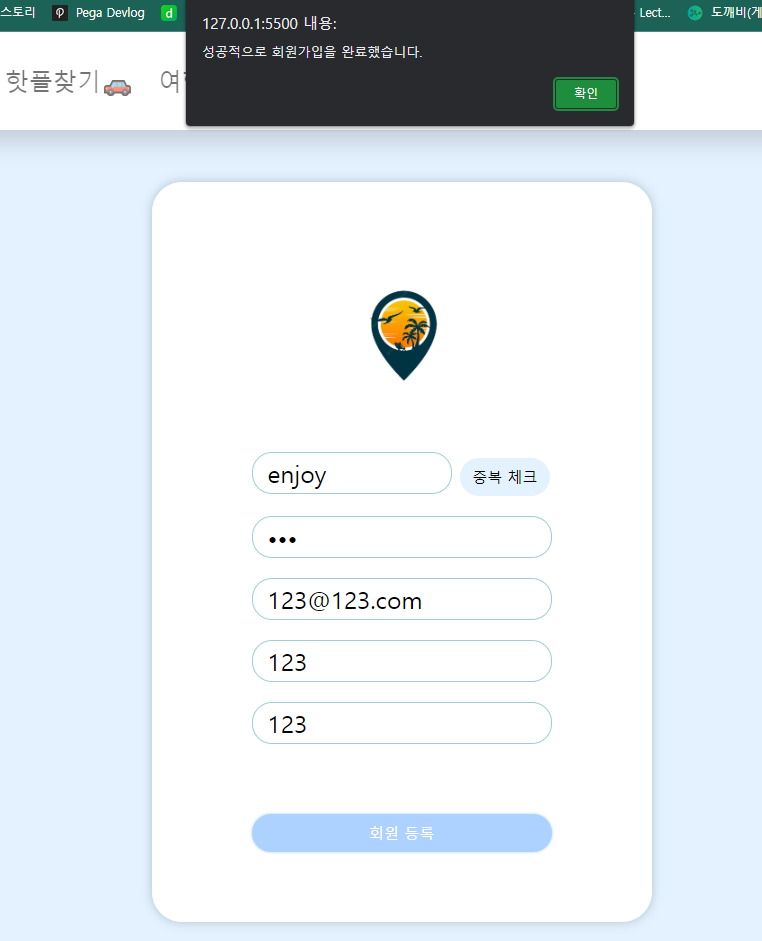 스토리 Pega Devlog d
Lect... 도깨비(게
127.0.0.1:5500 내용:
성공적으로 회원가입을 완료했습니다.
확인
핫플찾기
enjoy 중복 체크
•••
123@123.com
123
123
회원 등록